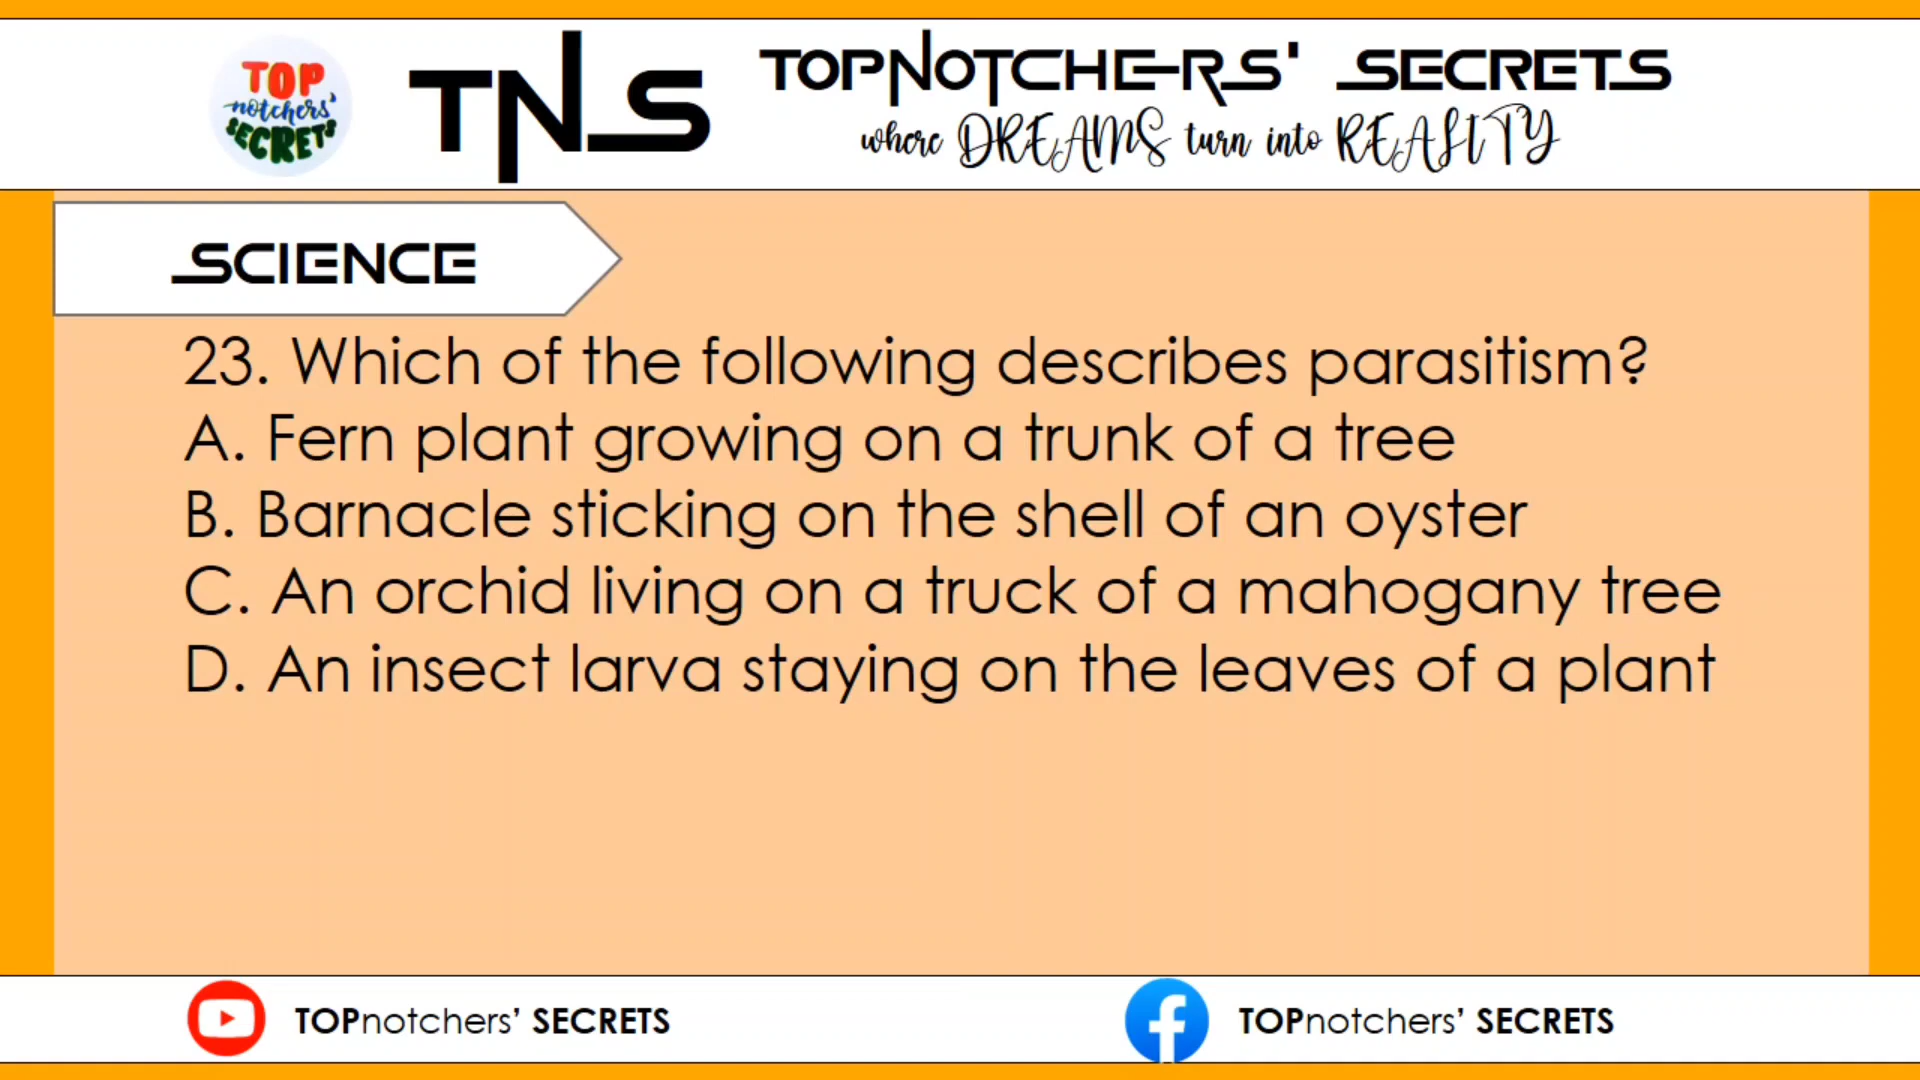 TOP
notchers'
SECRETS
TNS
TOPNOTCHERS' SECRETS
where DREAMS turn into REALITY
SCIENCE
23. Which of the following describes parasitism?
A. Fern plant growing on a trunk of a tree
B. Barnacle sticking on the shell of an oyster
C. An orchid living on a truck of a mahogany tree
D. An insect larva staying on the leaves of a plant
TOPnotchers’ SECRETS
TOPnotchers’ SECRETS